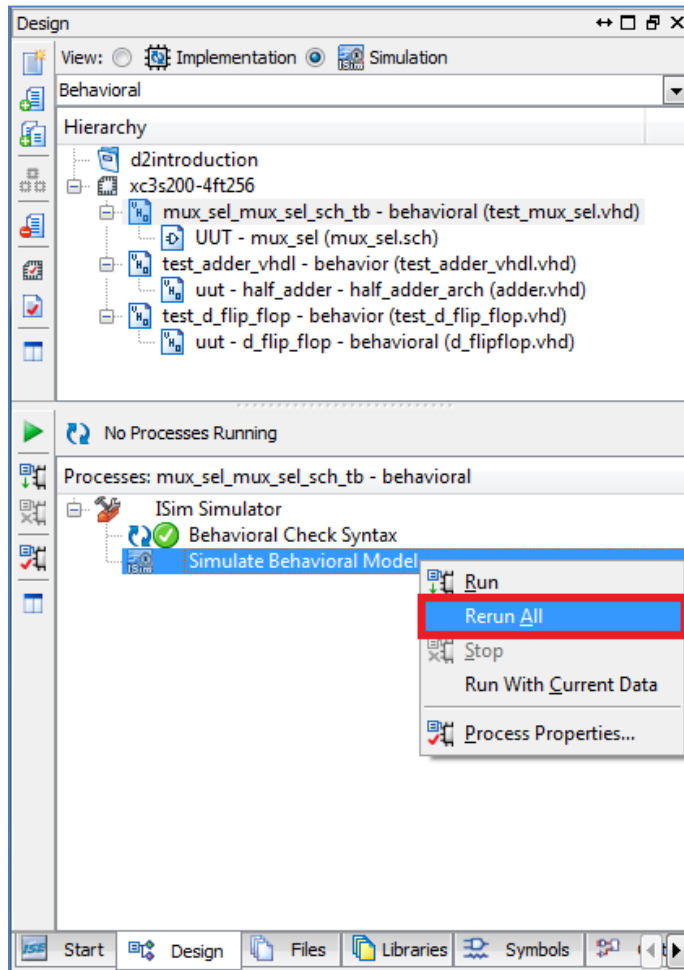 Design
View: Implementation Simulation
Behavioral
Hierarchy
d2introduction
xc3s200-4ft256
mux_sel_mux_sel_sch_tb - behavioral (test_mux_sel.vhd)
UUT - mux_sel (mux_sel.sch)
test_adder_vhdl - behavior (test_adder_vhdl.vhd)
uut - half_adder - half_adder_arch (adder.vhd)
test_d_flip_flop - behavior (test_d_flip_flop.vhd)
uut - d_flip_flop - behavioral (d_flipflop.vhd)
No Processes Running
Processes: mux_sel_mux_sel_sch_tb - behavioral
ISim Simulator
Behavioral Check Syntax
Simulate Behavioral Model
Run
Rerun All
Stop
Run With Current Data
Process Properties...
Start Design Files Libraries Symbols